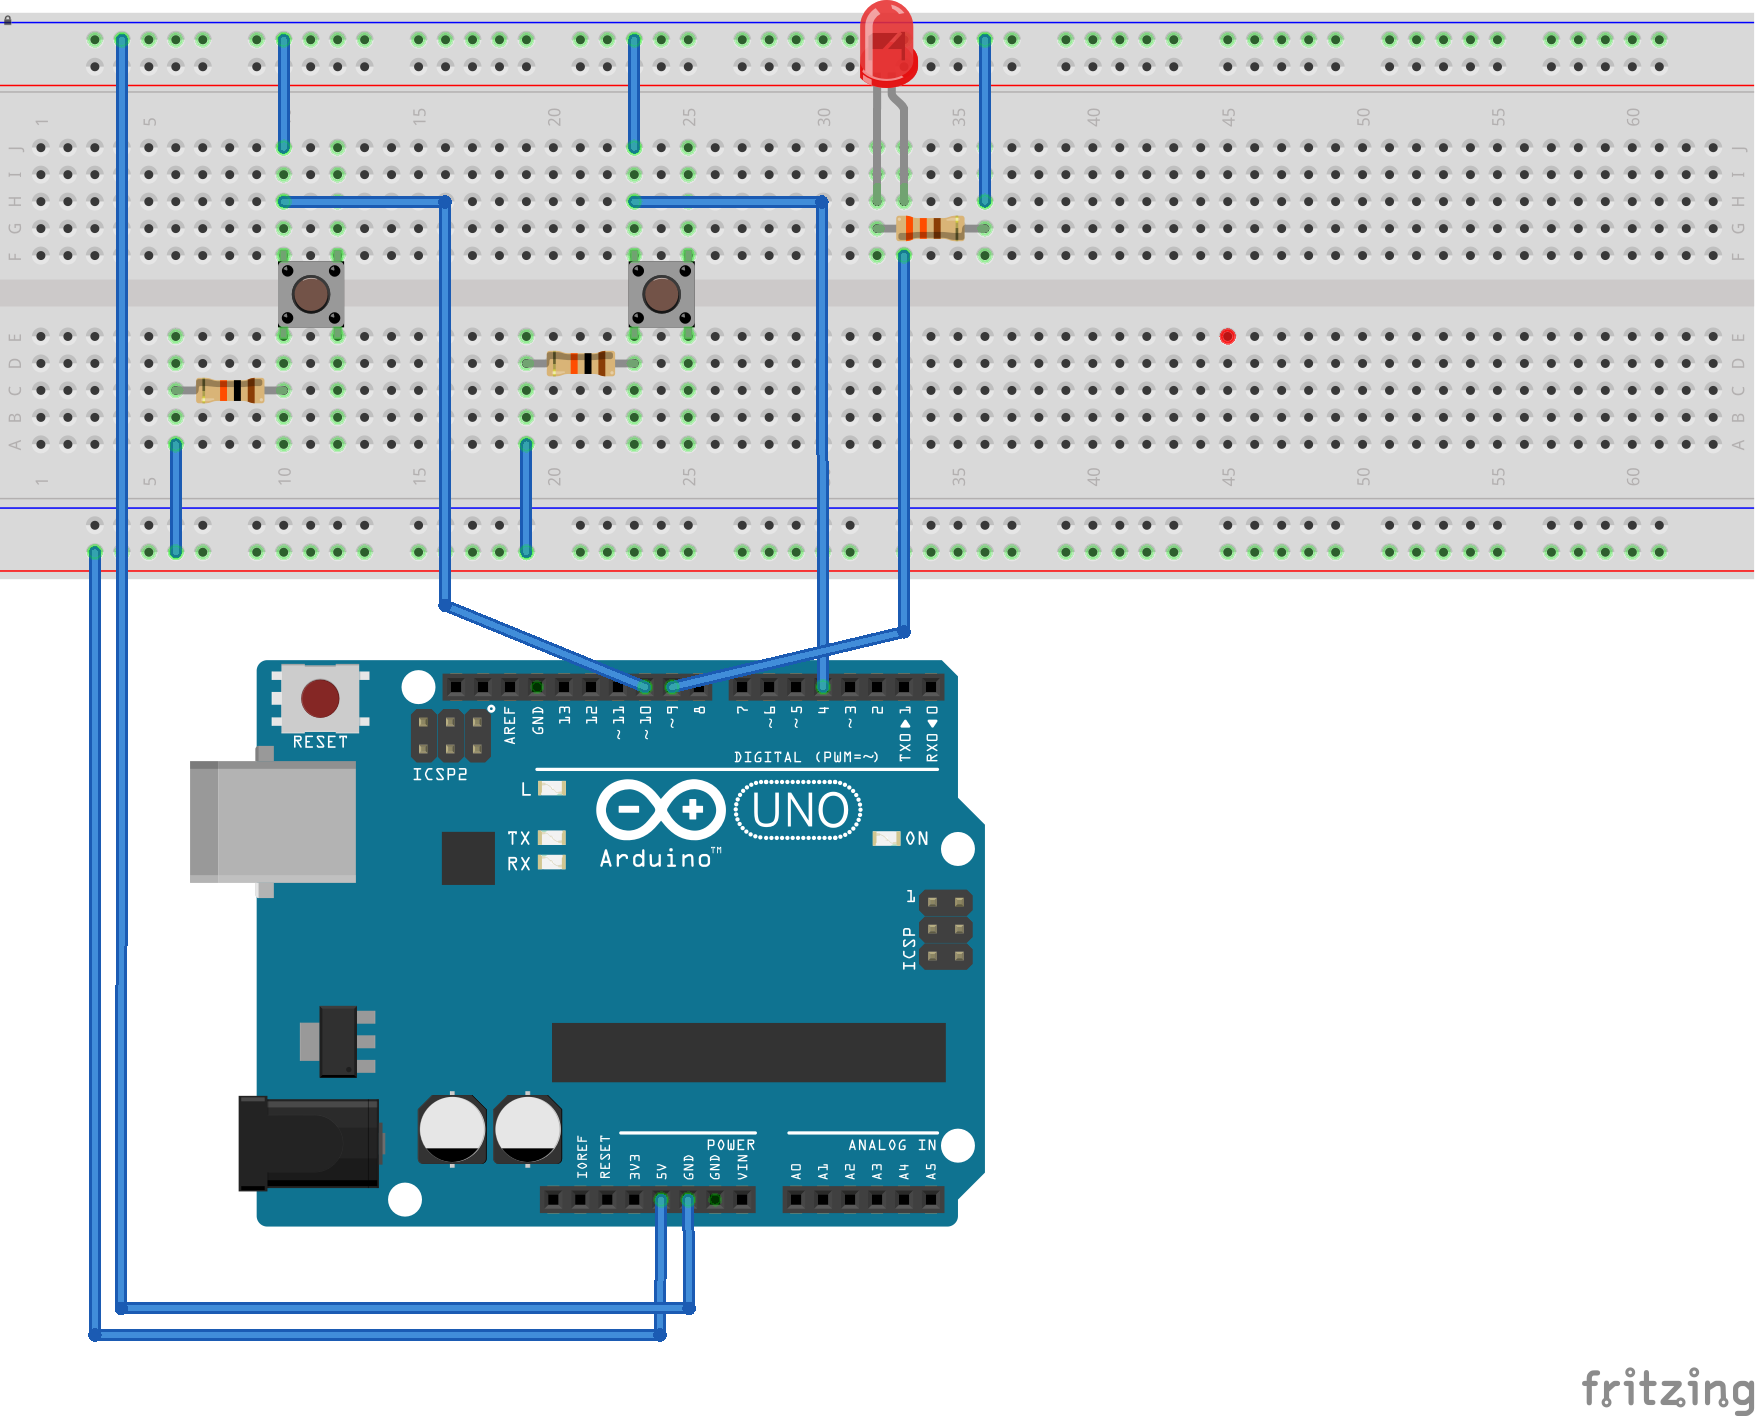 1 5 10 15 20 25 30 35 40 45 50 55 60
J J
I I
H H
G G
F F
E E
D D
C C
B B
A A
1 5 10 15 20 25 30 35 40 45 50 55 60
RESET
ICSP2
AREF GND 13 12 ~11 ~10 ~9 8 7 ~6 ~5 4 ~3 2 TX0▶1 RX0◀0
DIGITAL (PWM=~)
L
TX
RX
UNO
ON
Arduino™
1
ICSP
POWER ANALOG IN
IOREF RESET 3V3 5V GND GND VIN A0 A1 A2 A3 A4 A5
fritzing